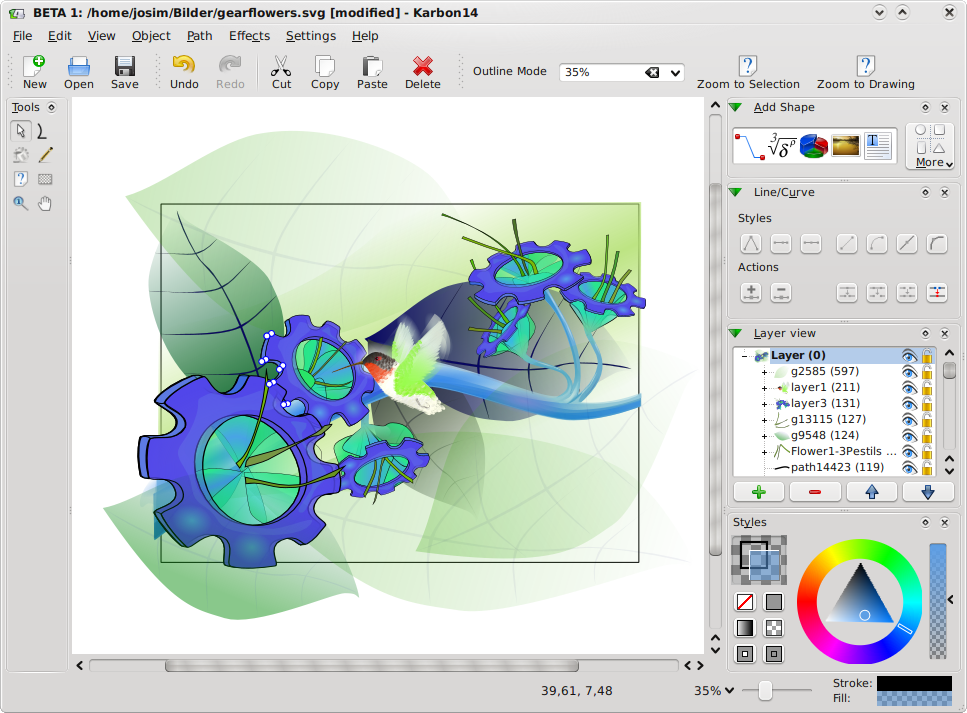 BETA 1: /home/josim/Bilder/gearflowers.svg [modified] - Karbon14
File Edit View Object Path Effects Settings Help
New Open Save Undo Redo Cut Copy Paste Delete Outline Mode 35% Zoom to Selection Zoom to Drawing
Tools
Add Shape
More
Line/Curve
Styles
Actions
Layer view
Layer (0)
g2585 (597)
layer1 (211)
layer3 (131)
g13115 (127)
g9548 (124)
Flower1-3Pestils ...
path14423 (119)
Styles
39,61, 7,48
35%
Stroke:
Fill: